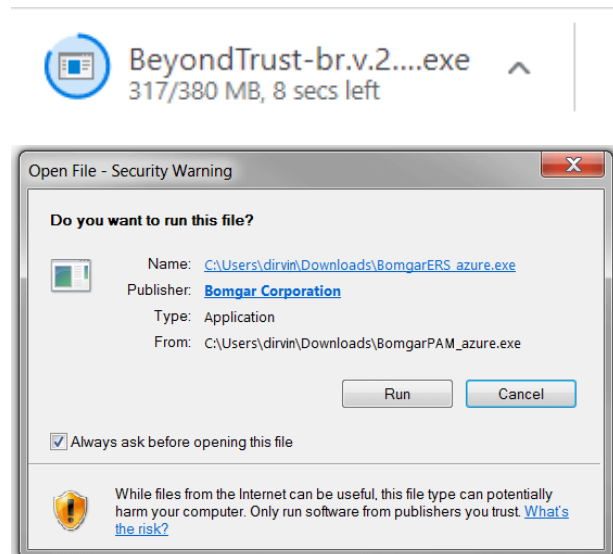 BeyondTrust-br.v.2....exe
317/380 MB, 8 secs left
Open File - Security Warning
Do you want to run this file?
Name: C:\Users\dirvin\Downloads\BomgarERS_azure.exe
Publisher: Bomgar Corporation
Type: Application
From: C:\Users\dirvin\Downloads\BomgarPAM_azure.exe
Run Cancel
Always ask before opening this file
While files from the Internet can be useful, this file type can potentially
harm your computer. Only run software from publishers you trust. What's
the risk?